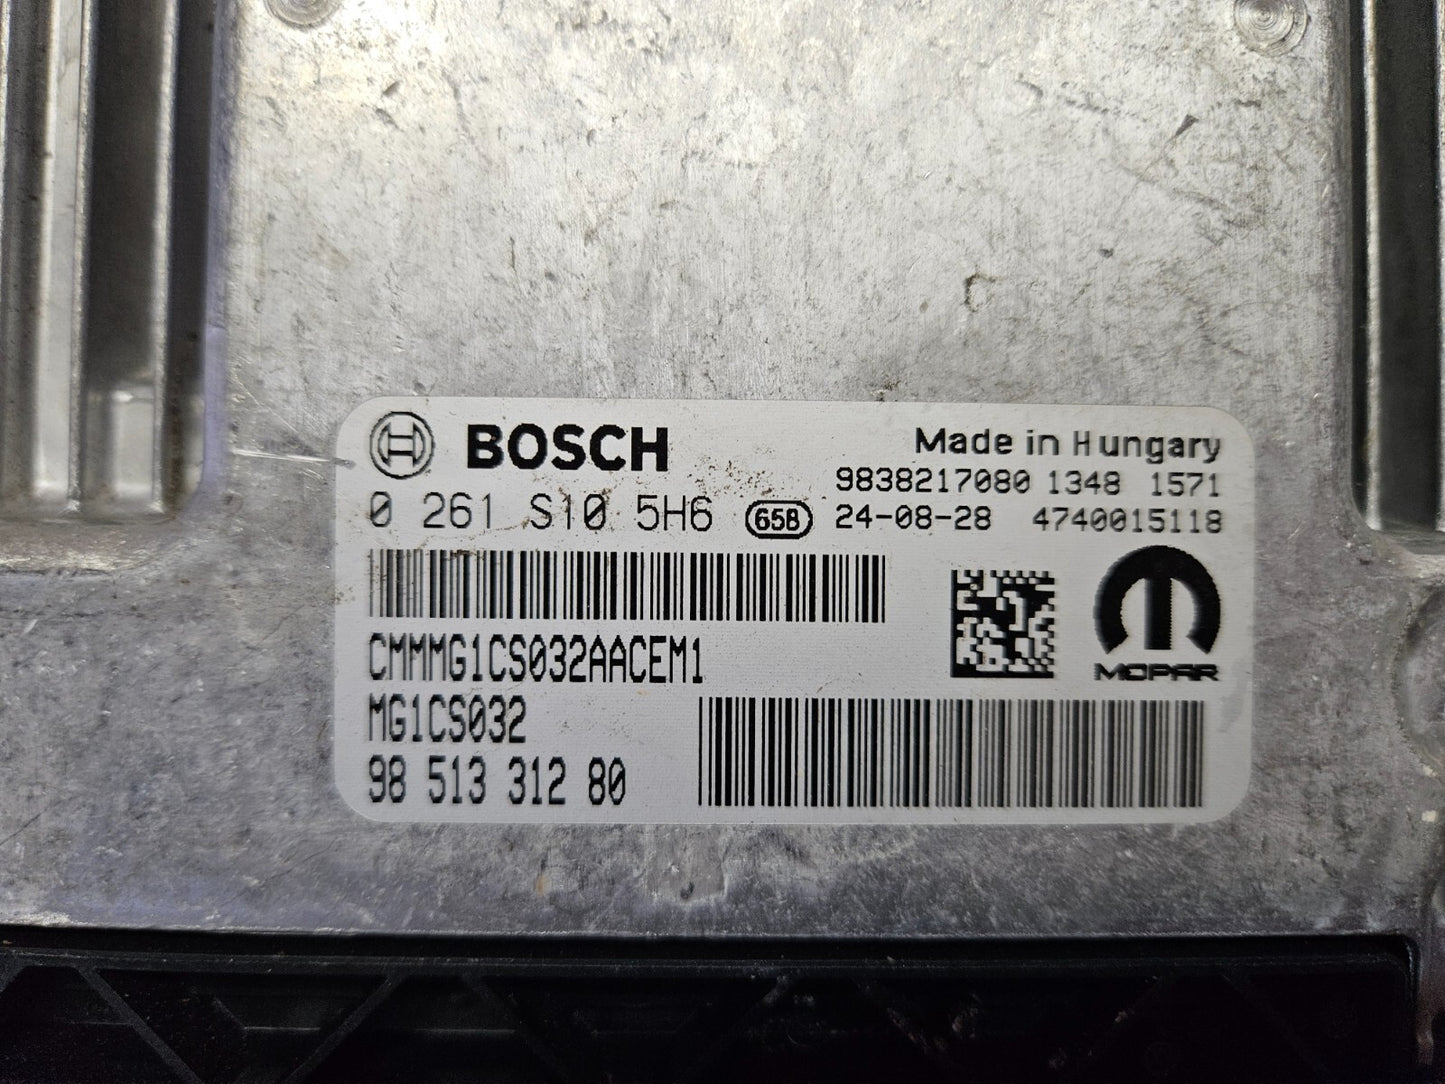 BOSCH
Made in Hungary
9838217080 1348 1571
0 261 S10 5H6 65B 24-08-28 4740015118
CMMMG1CS032AACEM1
MOPAR
MG1CS032
98 513 312 80